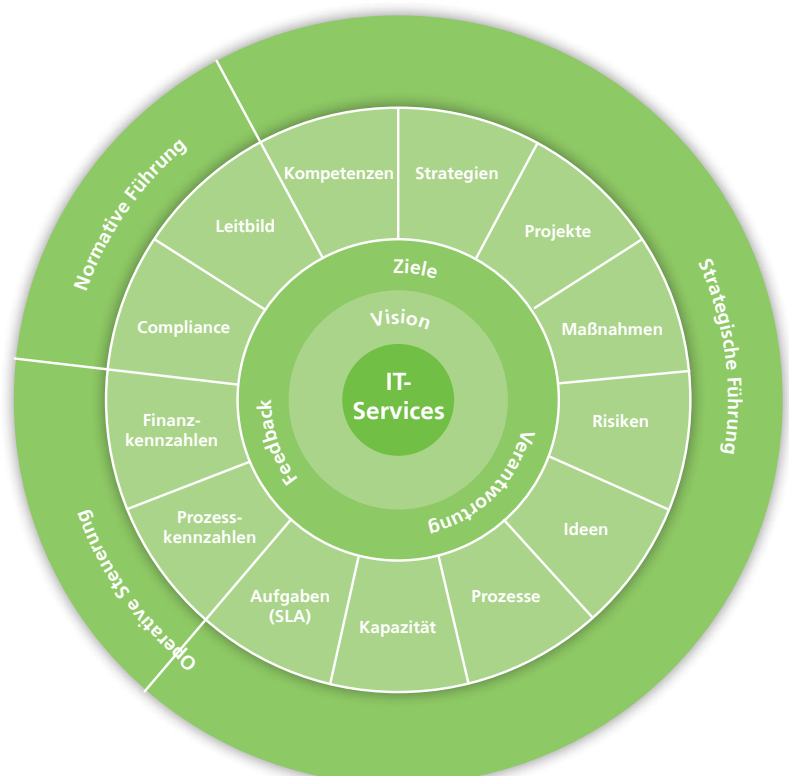 Normative Führung
Strategische Führung
Operative Steuerung
Kompetenzen
Strategien
Projekte
Maßnahmen
Risiken
Ideen
Prozesse
Kapazität
Aufgaben
(SLA)
Prozess-
kennzahlen
Finanz-
kennzahlen
Compliance
Leitbild
Ziele
Verantwortung
Feedback
Vision
IT-
Services